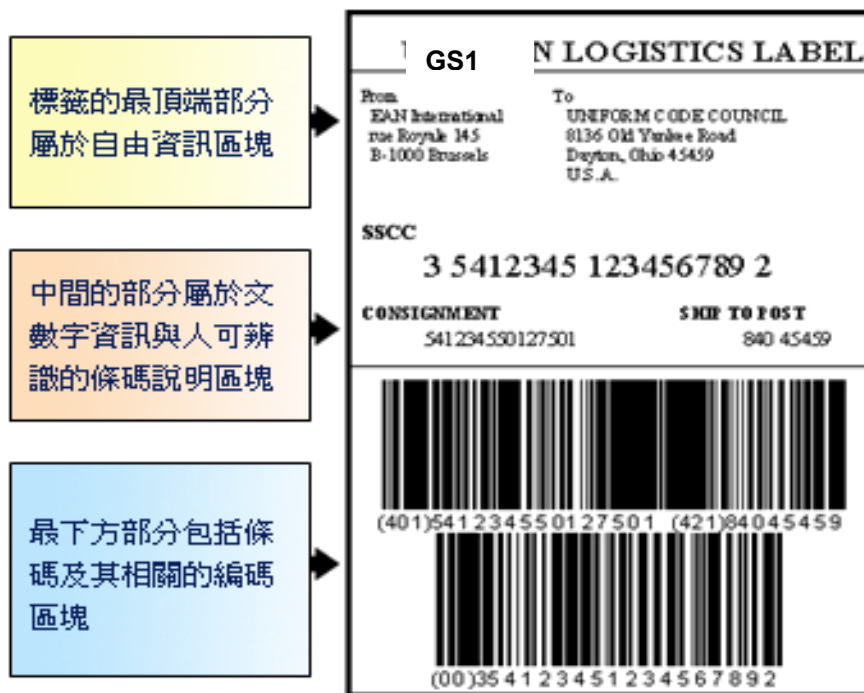 標籤的最頂端部分
屬於自由資訊區塊
中間的部分屬於文
數字資訊與人可辨
識的條碼說明區塊
最下方部分包括條
碼及其相關的編碼
區塊
GS1 N LOGISTICS LABEL
From
EAN International
rue Royale 145
B-1000 Brussels
To
UNIFORM CODE COUNCIL
8136 Old Yankee Road
Dayton, Ohio 45459
U.S.A.
SSCC
3 5412345 123456789 2
CONSIGNMENT
541234550127501
SHIP TO POST
840 45459
(401)541234550127501 (421)84045459
(00)354123451234567892